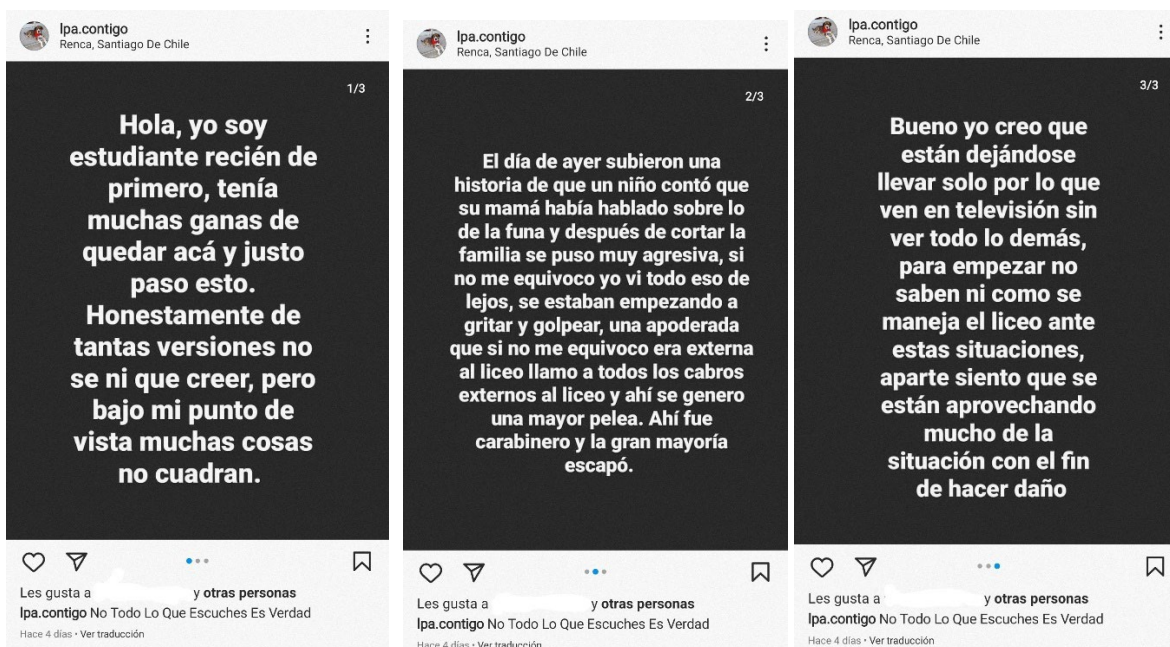 lpa.contigo
Renca, Santiago De Chile
1/3
Hola, yo soy
estudiante recién de
primero, tenía
muchas ganas de
quedar acá y justo
paso esto.
Honestamente de
tantas versiones no
se ni que creer, pero
bajo mi punto de
vista muchas cosas
no cuadran.
Les gusta a y otras personas
lpa.contigo No Todo Lo Que Escuches Es Verdad
Hace 4 días · Ver traducción
lpa.contigo
Renca, Santiago De Chile
2/3
El día de ayer subieron una
historia de que un niño contó que
su mamá había hablado sobre lo
de la funa y después de cortar la
familia se puso muy agresiva, si
no me equivoco yo vi todo eso de
lejos, se estaban empezando a
gritar y golpear, una apoderada
que si no me equivoco era externa
al liceo llamo a todos los cabros
externos al liceo y ahí se genero
una mayor pelea. Ahí fue
carabinero y la gran mayoría
escapó.
Les gusta a y otras personas
lpa.contigo No Todo Lo Que Escuches Es Verdad
Hace 4 días · Ver traducción
lpa.contigo
Renca, Santiago De Chile
3/3
Bueno yo creo que
están dejándose
llevar solo por lo que
ven en televisión sin
ver todo lo demás,
para empezar no
saben ni como se
maneja el liceo ante
estas situaciones,
aparte siento que se
están aprovechando
mucho de la
situación con el fin
de hacer daño
Les gusta a y otras personas
lpa.contigo No Todo Lo Que Escuches Es Verdad
Hace 4 días · Ver traducción